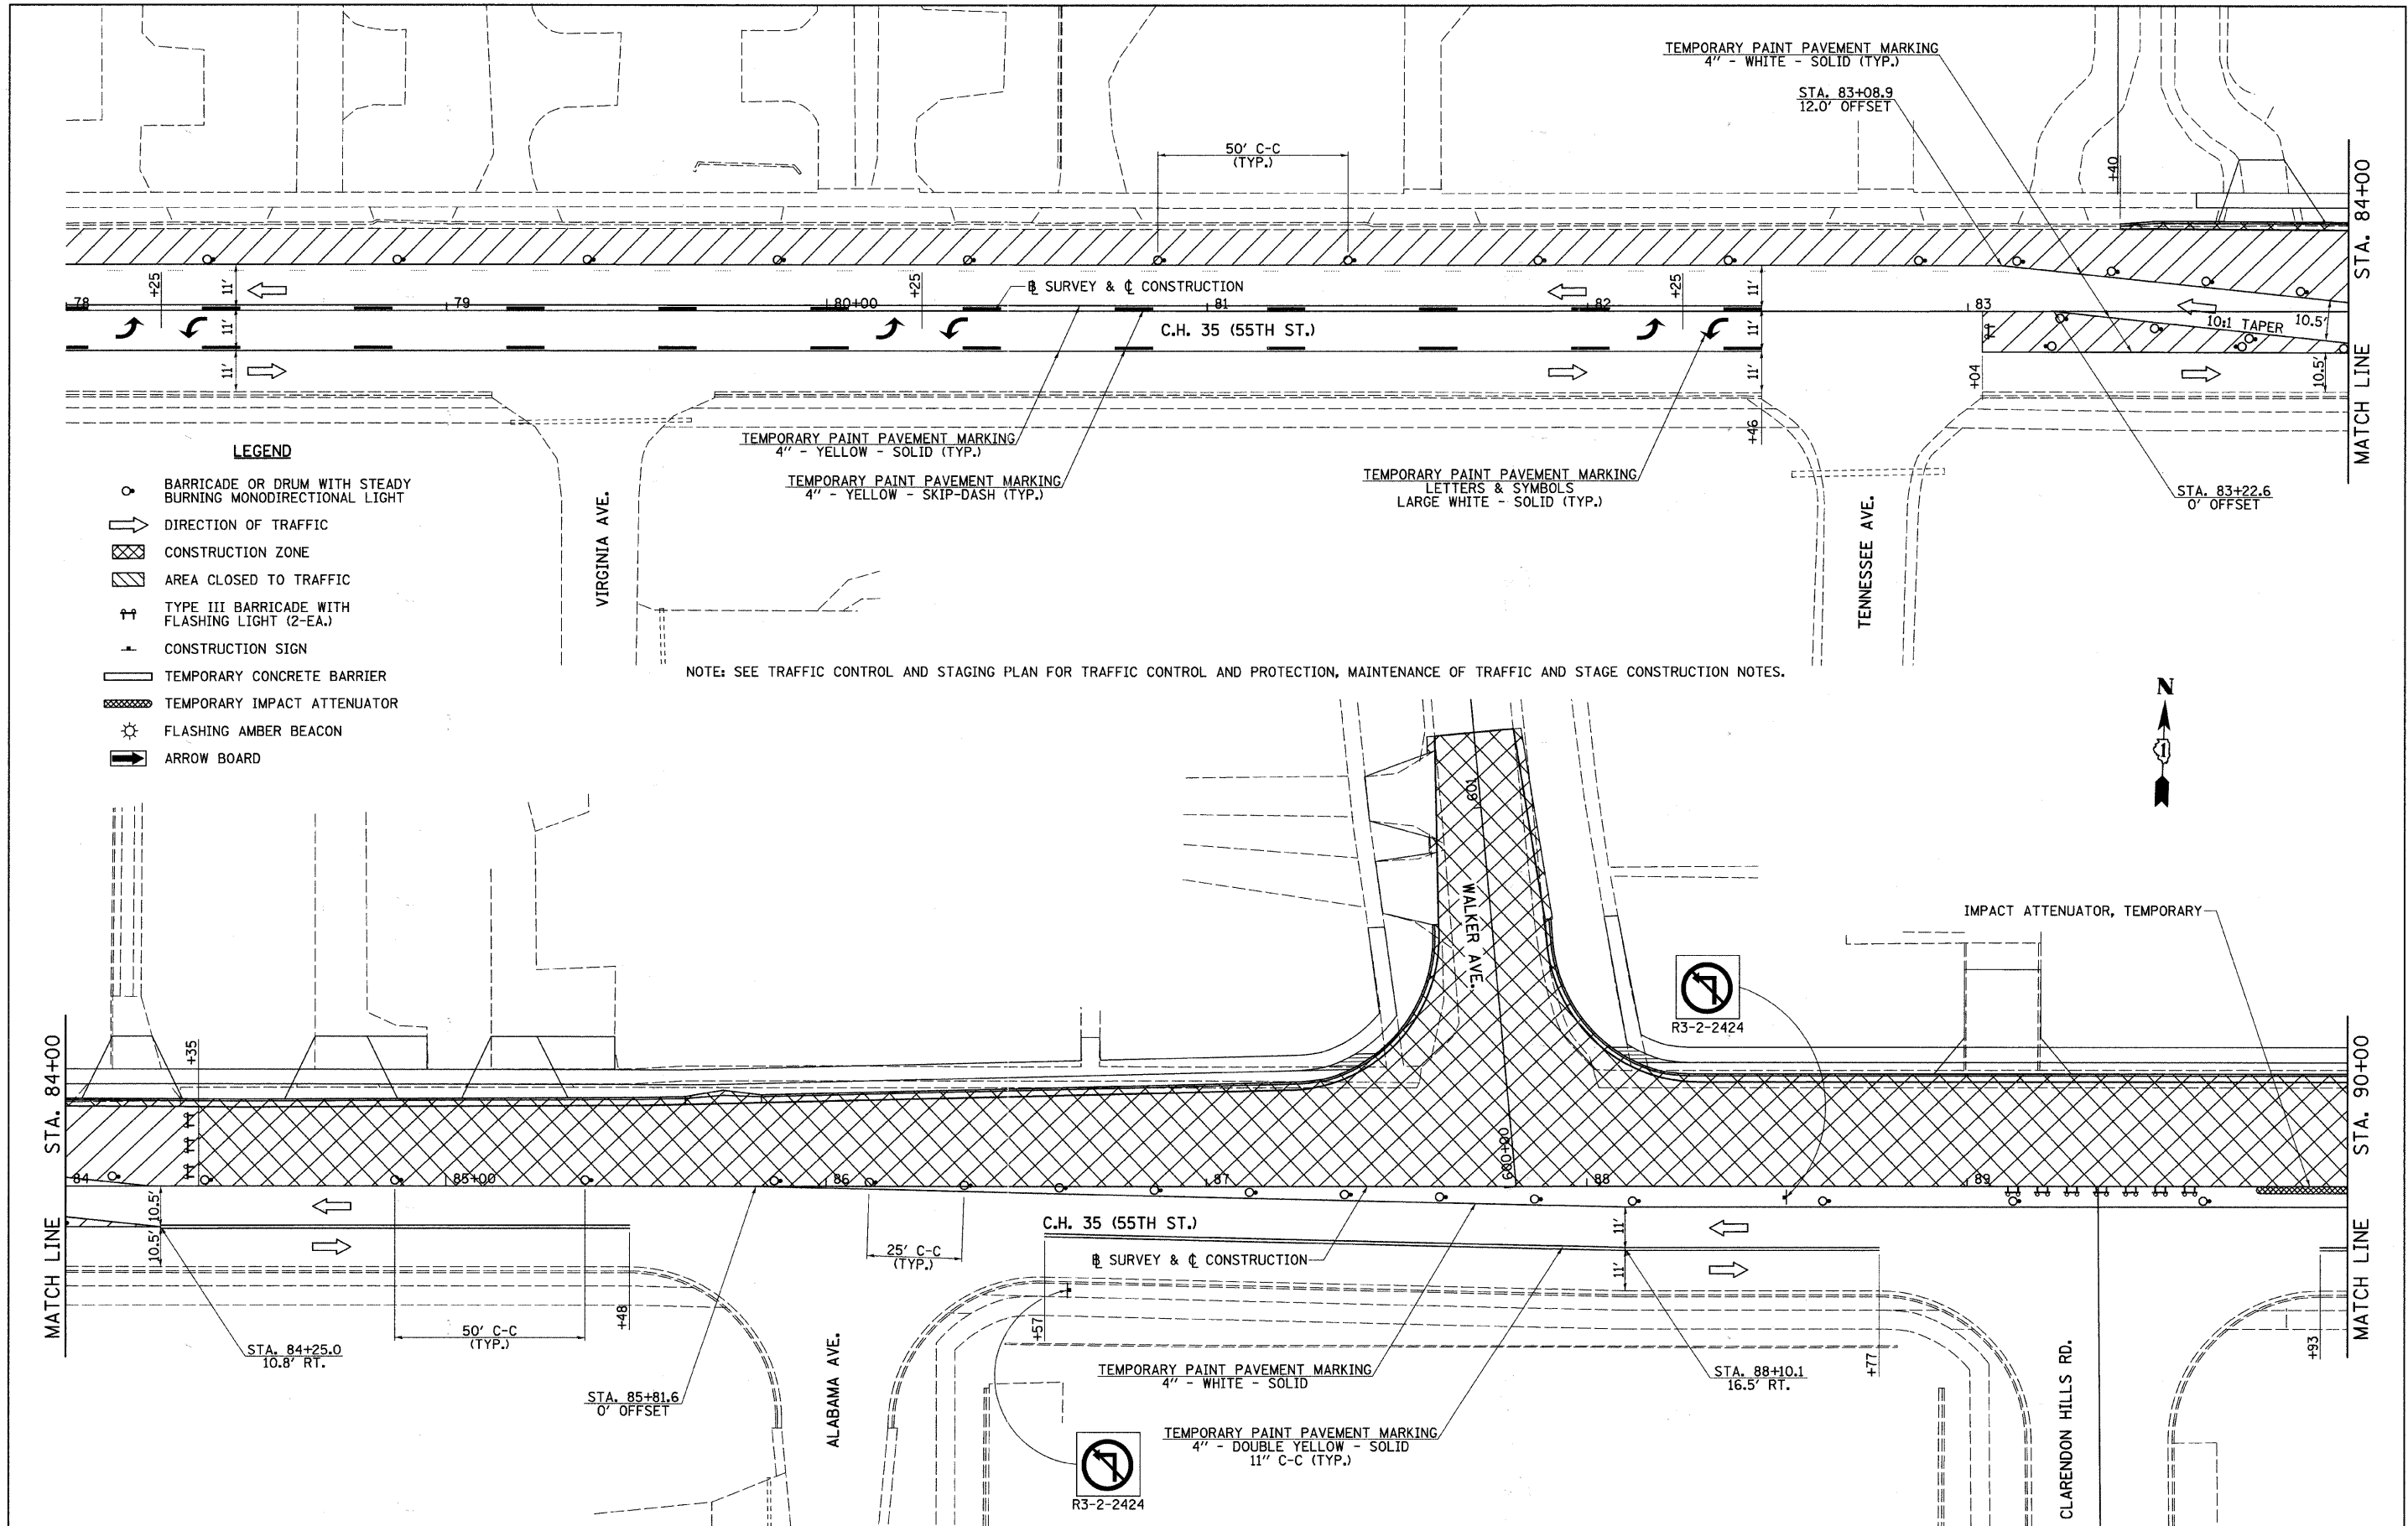 TEMPORARY PAINT PAVEMENT MARKING
4" - WHITE - SOLID (TYP.)
STA. 83+08.9
12.0' OFFSET
50' C-C
(TYP.)
+40
STA. 84+00
MATCH LINE
+25
11'
+25
+25
11'
78
79
80+00
81
82
83
℄ SURVEY & ℄ CONSTRUCTION
C.H. 35 (55TH ST.)
11'
11'
11'
11'
10:1 TAPER
10.5'
10.5'
+04
+46
TEMPORARY PAINT PAVEMENT MARKING
4" - YELLOW - SOLID (TYP.)
TEMPORARY PAINT PAVEMENT MARKING
4" - YELLOW - SKIP-DASH (TYP.)
TEMPORARY PAINT PAVEMENT MARKING
LETTERS & SYMBOLS
LARGE WHITE - SOLID (TYP.)
STA. 83+22.6
0' OFFSET
VIRGINIA AVE.
TENNESSEE AVE.
LEGEND
BARRICADE OR DRUM WITH STEADY
BURNING MONODIRECTIONAL LIGHT
DIRECTION OF TRAFFIC
CONSTRUCTION ZONE
AREA CLOSED TO TRAFFIC
TYPE III BARRICADE WITH
FLASHING LIGHT (2-EA.)
CONSTRUCTION SIGN
TEMPORARY CONCRETE BARRIER
TEMPORARY IMPACT ATTENUATOR
FLASHING AMBER BEACON
ARROW BOARD
NOTE: SEE TRAFFIC CONTROL AND STAGING PLAN FOR TRAFFIC CONTROL AND PROTECTION, MAINTENANCE OF TRAFFIC AND STAGE CONSTRUCTION NOTES.
N
1
601
WALKER AVE.
600+00
IMPACT ATTENUATOR, TEMPORARY
R3-2-2424
STA. 84+00
MATCH LINE
+35
84
85+00
86
87
88
89
STA. 90+00
MATCH LINE
10.5'
10.5'
C.H. 35 (55TH ST.)
25' C-C
(TYP.)
℄ SURVEY & ℄ CONSTRUCTION
11'
11'
50' C-C
(TYP.)
+48
+57
+77
+93
STA. 84+25.0
10.8' RT.
STA. 85+81.6
0' OFFSET
ALABAMA AVE.
TEMPORARY PAINT PAVEMENT MARKING
4" - WHITE - SOLID
STA. 88+10.1
16.5' RT.
TEMPORARY PAINT PAVEMENT MARKING
4" - DOUBLE YELLOW - SOLID
11" C-C (TYP.)
R3-2-2424
CLARENDON HILLS RD.